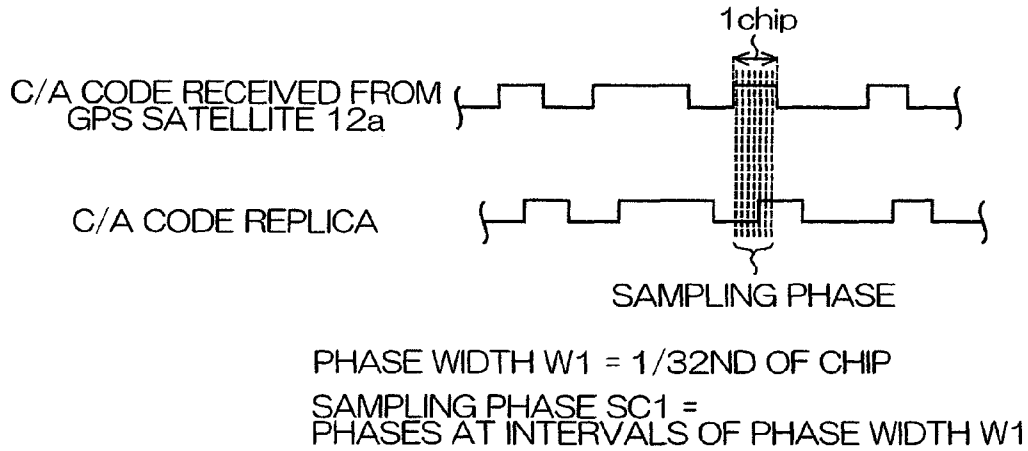 1chip
C/A CODE RECEIVED FROM
GPS SATELLITE 12a
C/A CODE REPLICA
SAMPLING PHASE
PHASE WIDTH W1 = 1/32ND OF CHIP
SAMPLING PHASE SC1 =
PHASES AT INTERVALS OF PHASE WIDTH W1